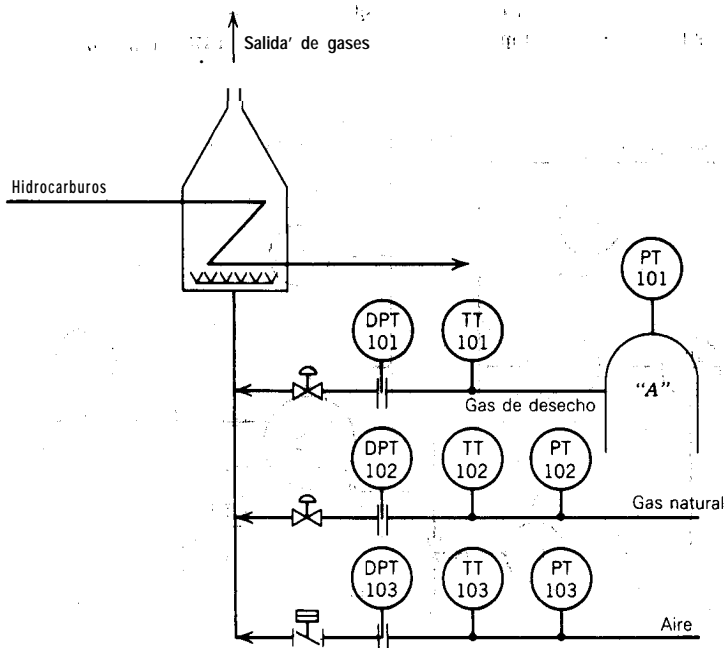 Salida' de gases
Hidrocarburos
PT
101
DPT
101
TT
101
"A"
Gas de desecho
DPT
102
TT
102
PT
102
Gas natural
DPT
103
TT
103
PT
103
Aire